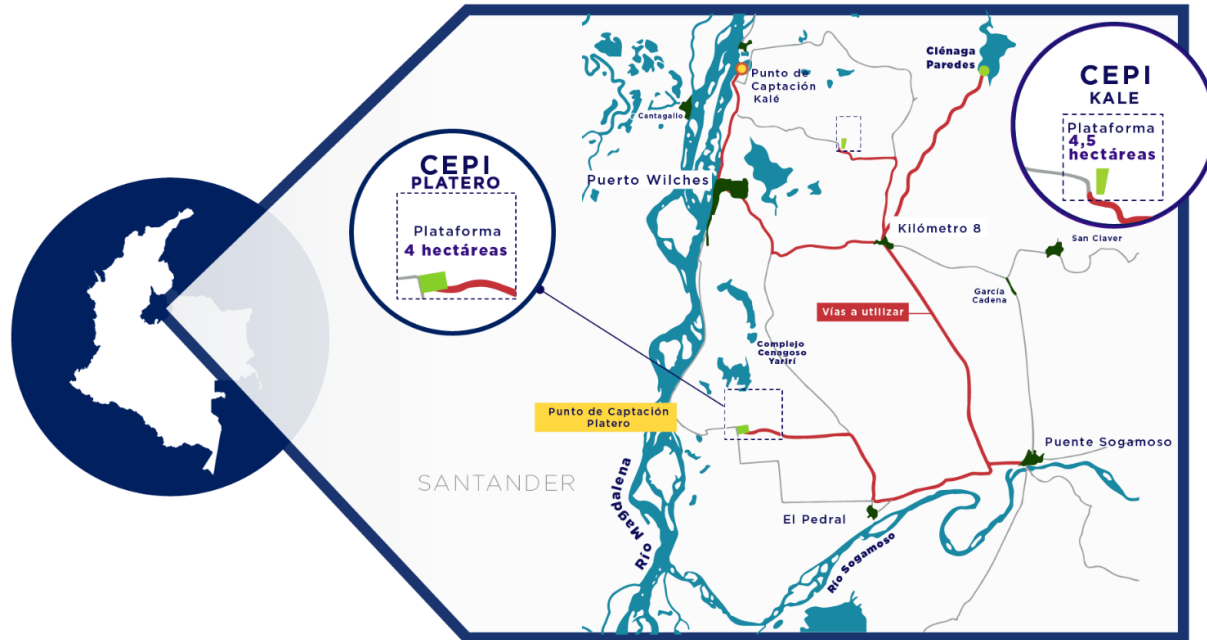 Ciénaga
Paredes
CEPI
KALE
Plataforma
4,5
hectáreas
Punto de
Captación
Kalé
Cantagallo
CEPI
PLATERO
Plataforma
4 hectáreas
Puerto Wilches
Kilómetro 8
San Claver
García
Cadena
Vías a utilizar
Complejo
Cenagoso
Yarirí
Punto de Captación
Platero
Puente Sogamoso
SANTANDER
El Pedral
Río Magdalena
Río Sogamoso